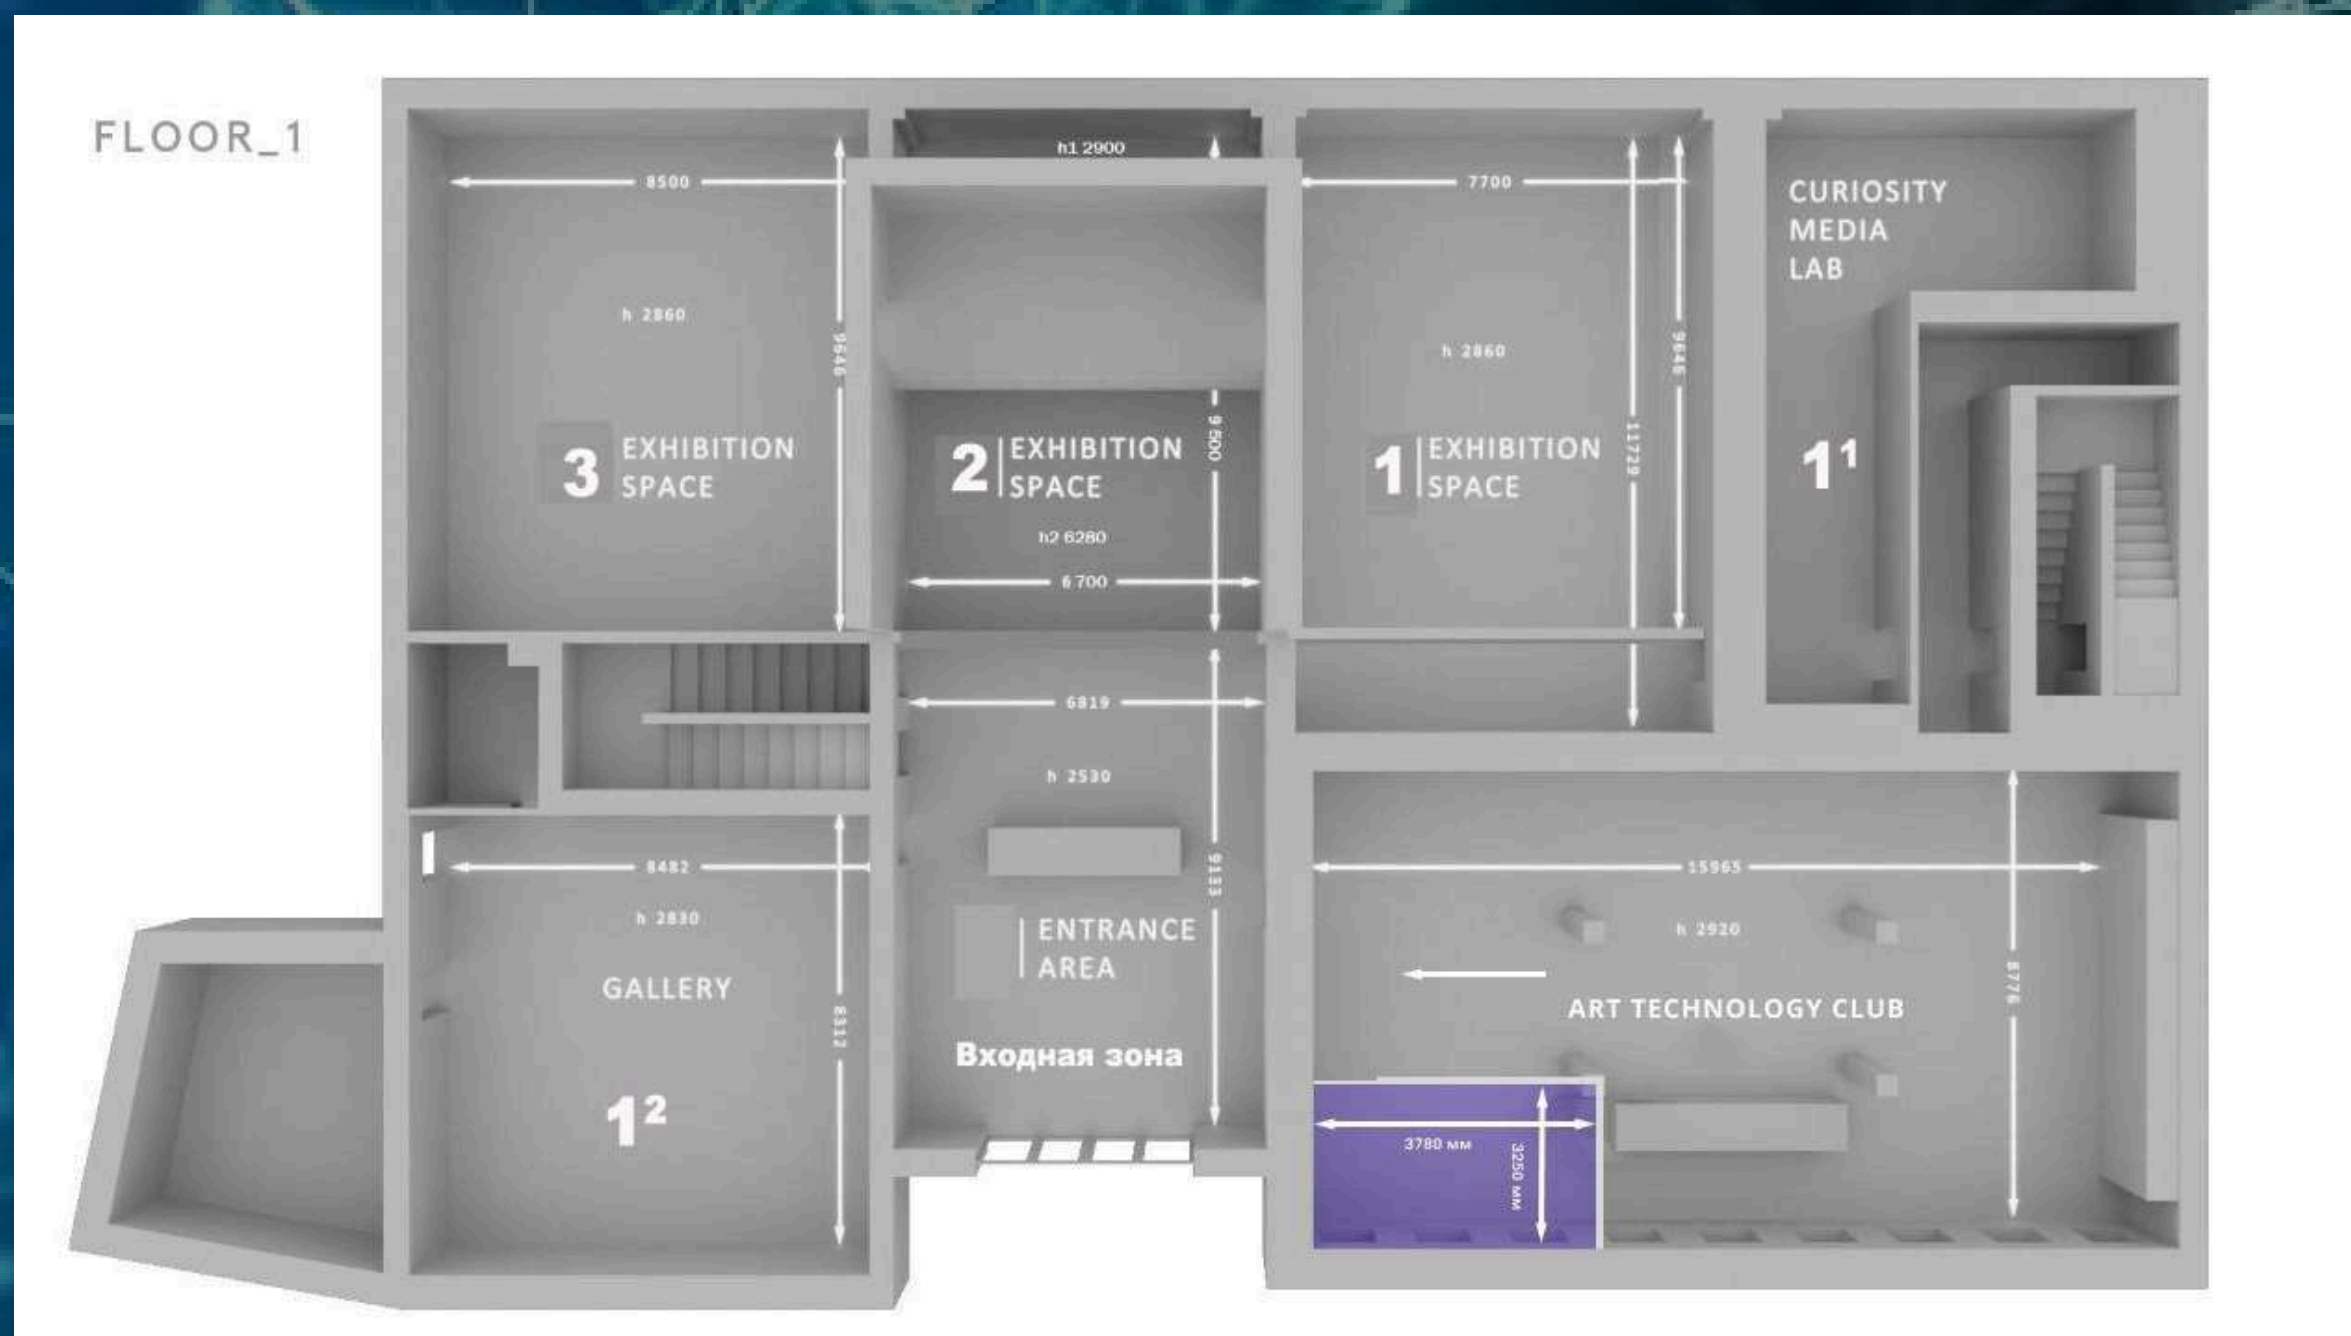 FLOOR_1
h1 2900
8500
7700
CURIOSITY
MEDIA
LAB
h 2860
9646
h 2860
9646
3 EXHIBITION
SPACE
2 EXHIBITION
SPACE
9 500
1 EXHIBITION
SPACE
11729
1¹
h2 6280
6 700
6819
h 2530
8482
h 2830
GALLERY
8312
1²
9133
ENTRANCE
AREA
Входная зона
15965
h 2920
8776
ART TECHNOLOGY CLUB
3780 мм
3250 мм